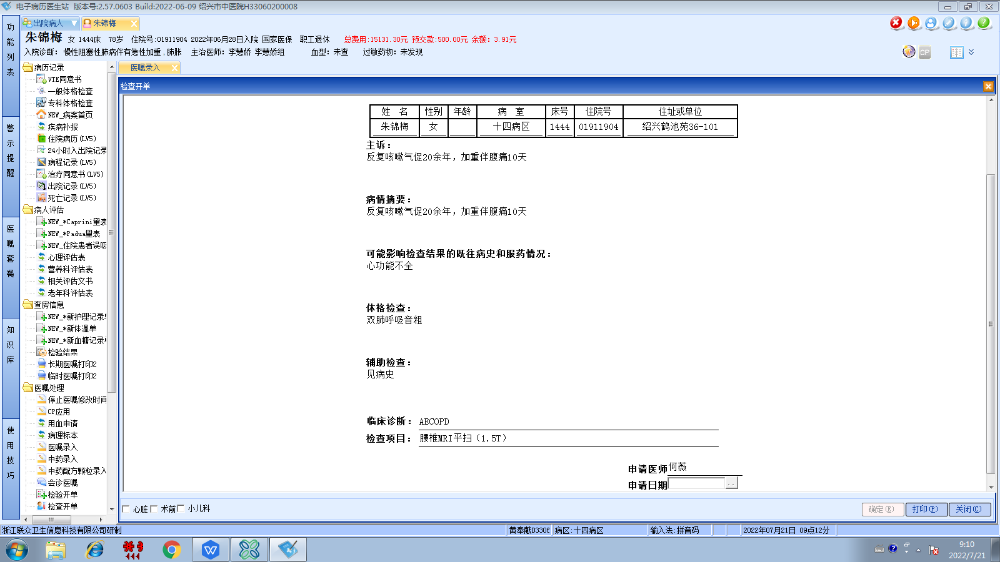 电子病历医生站 版本号:2.57.0603 Build:2022-06-09 绍兴市中医院H33060200008
出院病人
朱锦梅
朱锦梅 女 1444床 78岁 住院号:01911904 2022年06月28日入院 国家医保 职工退休 总费用:15131.30元 预交款:500.00元 余额: 3.91元
入院诊断: 慢性阻塞性肺病伴有急性加重,肺胀 主治医师: 李慧娇 李慧娇组 血型: 未查 过敏药物: 未发现
CP
功能列表
警示提醒
医嘱套餐
知识库
使用技巧
病历记录
VTE同意书
一般体格检查
专科体格检查
NEW_病案首页
疾病补报
住院病历(LV5)
24小时入出院记录
病程记录(LV5)
治疗同意书(LV5)
出院记录(LV5)
死亡记录(LV5)
病人评估
NEW_*Caprini量表
NEW_*Padua量表
NEW_住院患者误吸
心理评估表
营养科评估表
相关评估文书
老年科评估表
查房信息
NEW_*新护理记录单
NEW_*新体温单
NEW_*新血糖记录单
检验结果
长期医嘱打印2
临时医嘱打印2
医嘱处理
停止医嘱修改时间
CP应用
用血申请
病理标本
医嘱录入
中药录入
中药配方颗粒录入
会诊医嘱
检验开单
检查开单
医嘱录入
检查开单
姓 名 性别 年龄 病 室 床号 住院号 住址或单位
朱锦梅 女 十四病区 1444 01911904 绍兴鹤池苑36-101
主诉:
反复咳嗽气促20余年，加重伴腹痛10天
病情摘要:
反复咳嗽气促20余年，加重伴腹痛10天
可能影响检查结果的既往病史和服药情况:
心功能不全
体格检查:
双肺呼吸音粗
辅助检查:
见病史
临床诊断: AECOPD
检查项目: 腰椎MRI平扫（1.5T）
申请医师 何薇
申请日期 ..
心脏 术前 小儿科
确定(E) 打印(P) 关闭(C)
浙江联众卫生信息科技有限公司研制 黄奉献D330 病区:十四病区 输入法:拼音码 2022年07月21日 09点12分
9:10
2022/7/21